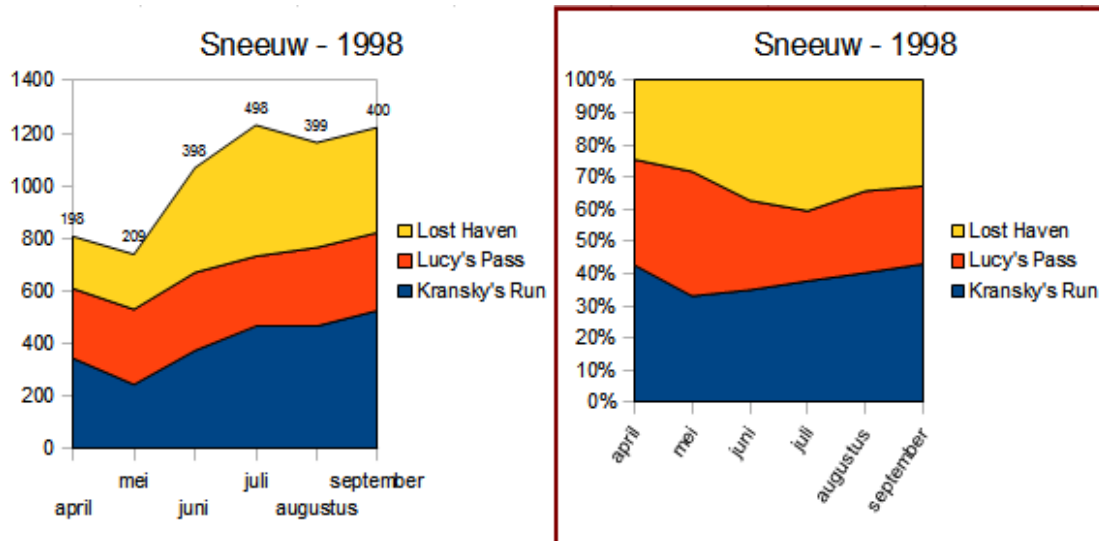 Sneeuw - 1998
1400
1200
1000
800
600
400
200
0
198
209
398
498
399
400
Lost Haven
Lucy's Pass
Kransky's Run
mei juli september
april juni augustus
Sneeuw - 1998
100%
90%
80%
70%
60%
50%
40%
30%
20%
10%
0%
Lost Haven
Lucy's Pass
Kransky's Run
april
mei
juni
juli
augustus
september